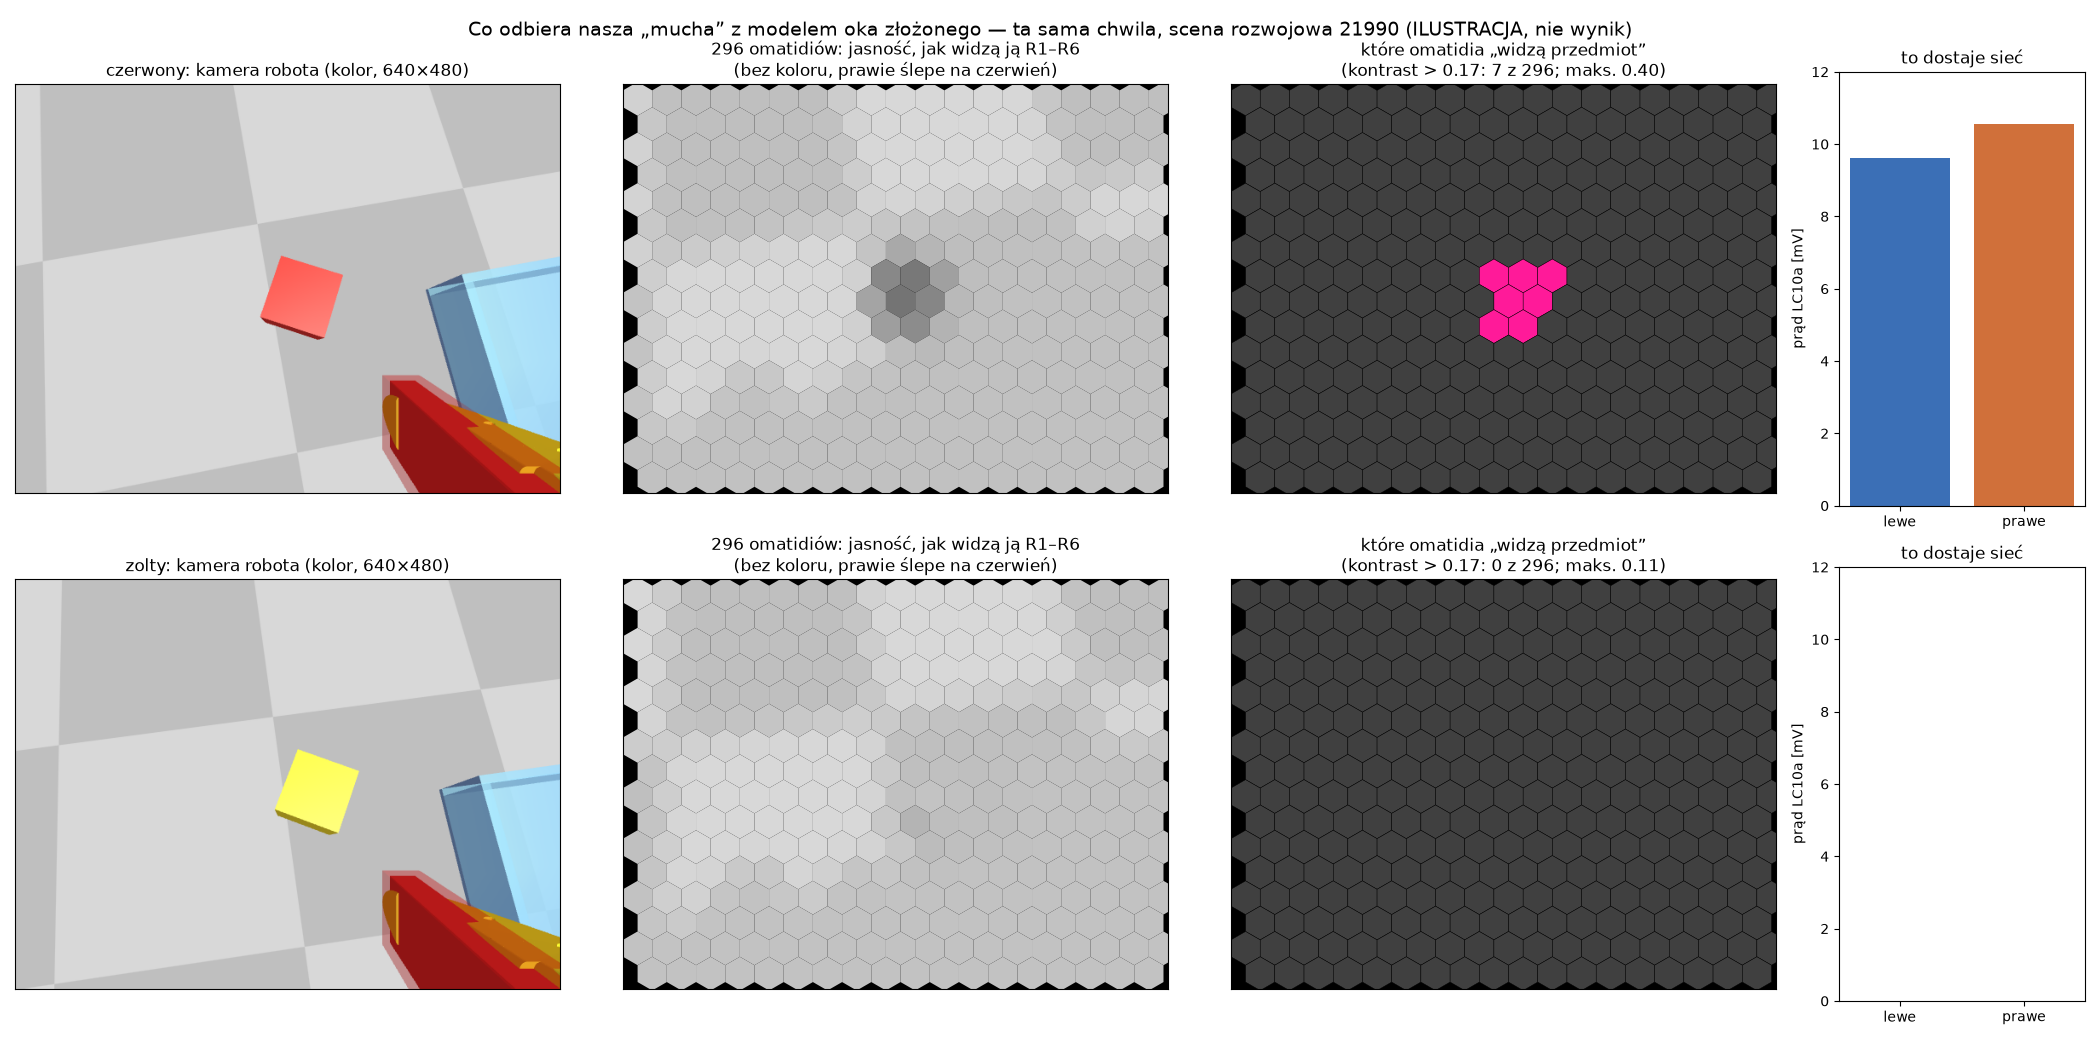 Co odbiera nasza „mucha” z modelem oka złożonego — ta sama chwila, scena rozwojowa 21990 (ILUSTRACJA, nie wynik)
czerwony: kamera robota (kolor, 640×480)
296 omatidiów: jasność, jak widzą ją R1–R6
(bez koloru, prawie ślepe na czerwień)
które omatidia „widzą przedmiot”
(kontrast > 0.17: 7 z 296; maks. 0.40)
to dostaje sieć
prąd LC10a [mV]
12
10
8
6
4
2
0
lewe
prawe
zolty: kamera robota (kolor, 640×480)
296 omatidiów: jasność, jak widzą ją R1–R6
(bez koloru, prawie ślepe na czerwień)
które omatidia „widzą przedmiot”
(kontrast > 0.17: 0 z 296; maks. 0.11)
to dostaje sieć
prąd LC10a [mV]
12
10
8
6
4
2
0
lewe
prawe